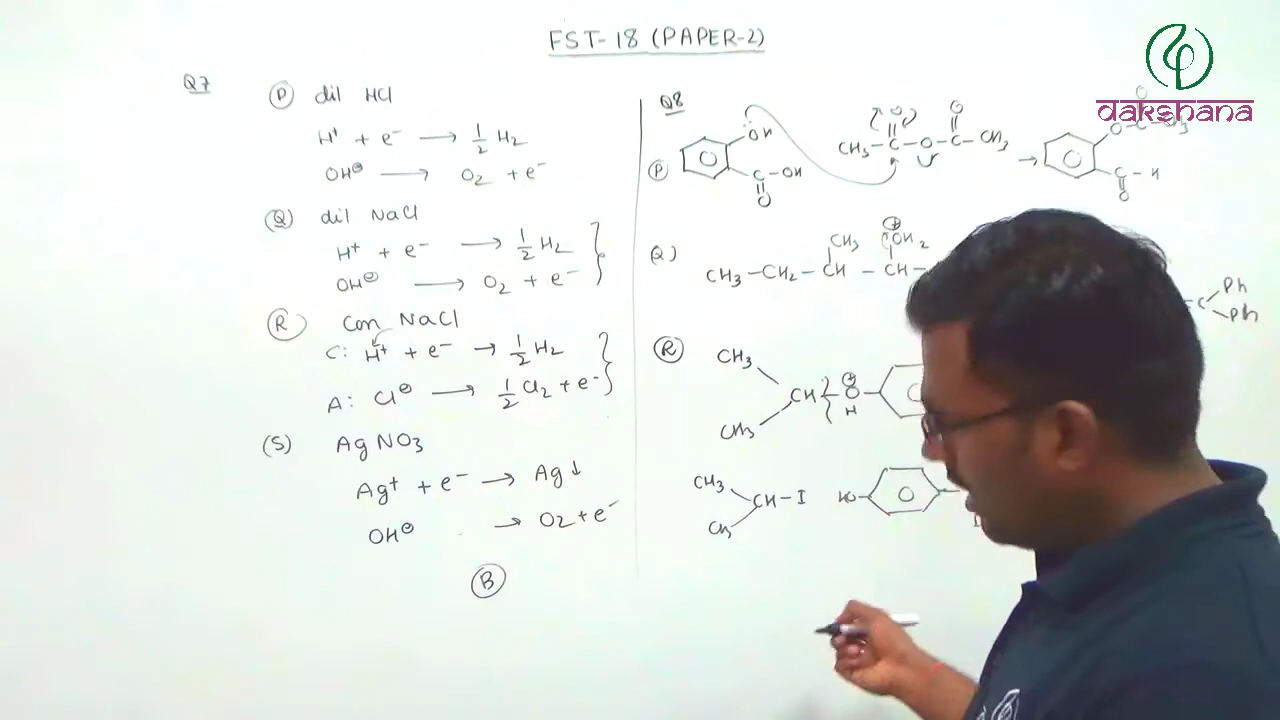 FST-18 (PAPER-2)
dakshana
Q7
(P) dil HCl
H⁺ + e⁻ → 1/2 H₂
OH⊖ → O₂ + e⁻
(Q) dil NaCl
H⁺ + e⁻ → 1/2 H₂
OH⊖ → O₂ + e⁻
(R) Con NaCl
C: H⁺ + e⁻ → 1/2 H₂
A: Cl⊖ → 1/2 Cl₂ + e⁻
(S) AgNO₃
Ag⁺ + e⁻ → Ag↓
OH⊖ → O₂ + e⁻
(B)
Q8
(P) OH C-OH O
CH₃-C-O-C-CH₃ O O
→ O-C-CH₃ O C-H O
Q) CH₃-CH₂-CH-CH- CH₃ ⊕OH₂
C Ph Ph
(R) CH₃ CH₃ CH-O- ⊕ H
CH₃ CH₃ CH-I HO-